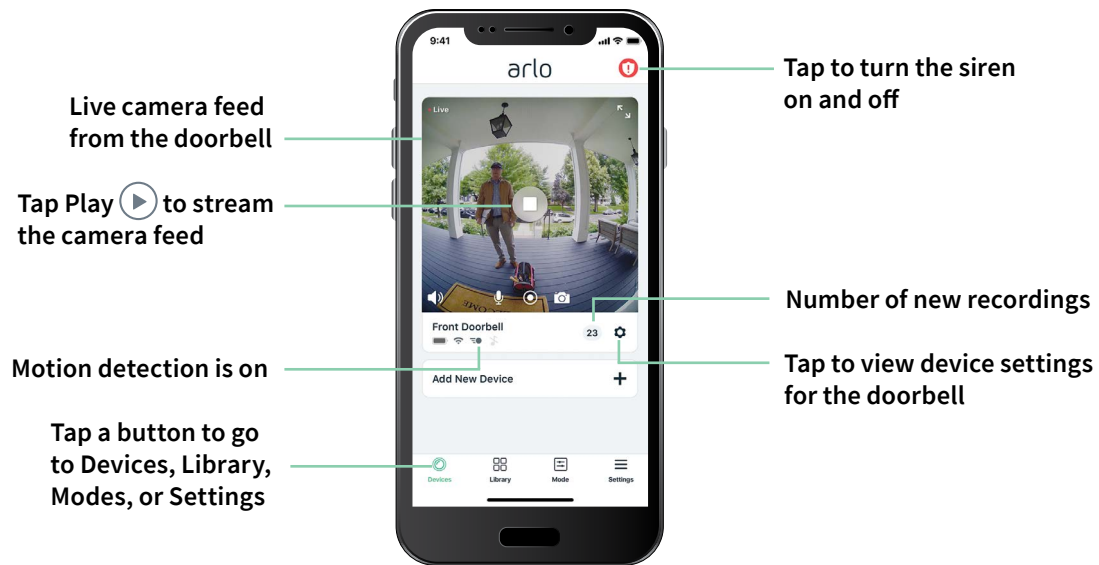 9:41
arlo
Tap to turn the siren
on and off
Live camera feed
from the doorbell
Live
Tap Play to stream
the camera feed
WELCOME
Number of new recordings
Front Doorbell
23
Motion detection is on
Tap to view device settings
for the doorbell
Add New Device
Tap a button to go
to Devices, Library,
Modes, or Settings
Devices
Library
Mode
Settings